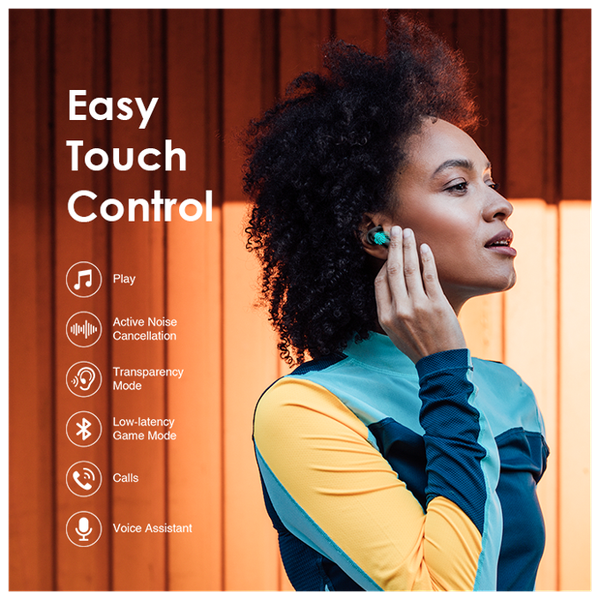 Easy
Touch
Control
Play
Active Noise
Cancellation
Transparency
Mode
Low-latency
Game Mode
Calls
Voice Assistant